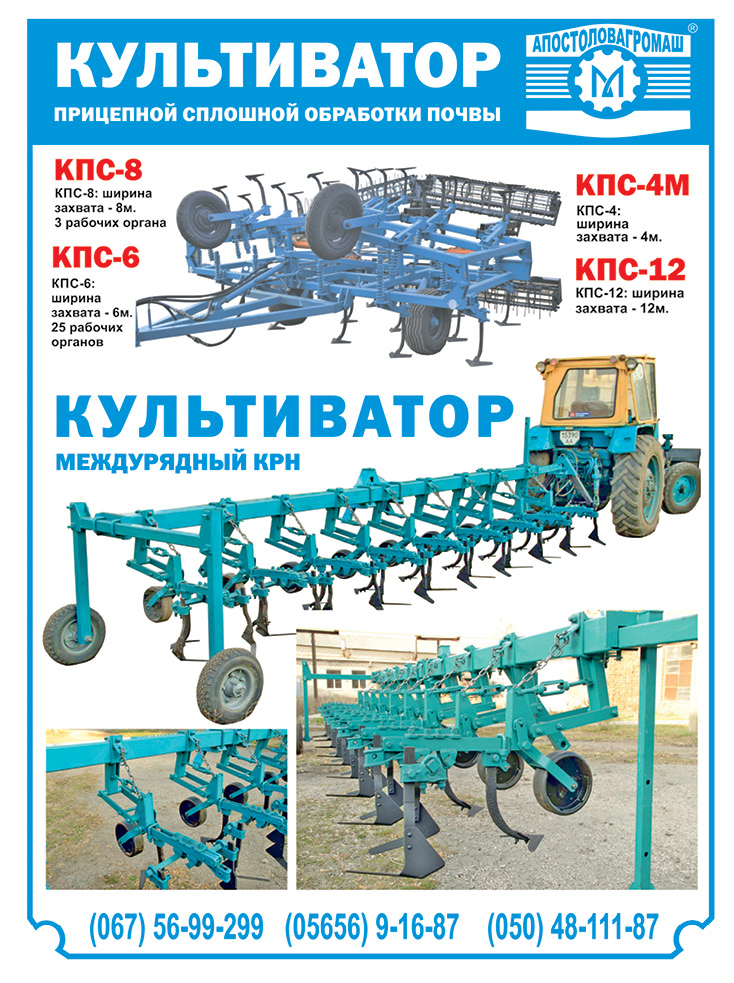 КУЛЬТИВАТОР
ПРИЦЕПНОЙ СПЛОШНОЙ ОБРАБОТКИ ПОЧВЫ
АПОСТОЛОВАГРОМАШ
®
КПС-8
КПС-8: ширина
захвата - 8м.
3 рабочих органа
КПС-6
КПС-6:
ширина
захвата - 6м.
25 рабочих
органов
КПС-4М
КПС-4:
ширина
захвата - 4м.
КПС-12
КПС-12: ширина
захвата - 12м.
КУЛЬТИВАТОР
МЕЖДУРЯДНЫЙ КРН
15390
АА
(067) 56-99-299 (05656) 9-16-87 (050) 48-111-87